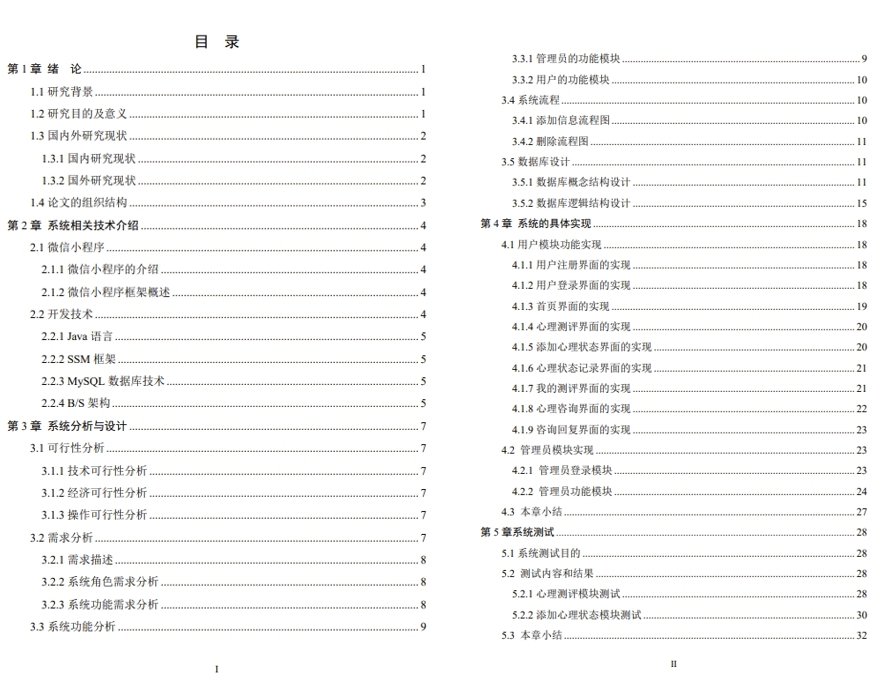 目 录
第 1 章 绪 论 1
1.1 研究背景 1
1.2 研究目的及意义 1
1.3 国内外研究现状 2
1.3.1 国内研究现状 2
1.3.2 国外研究现状 2
1.4 论文的组织结构 3
第 2 章 系统相关技术介绍 4
2.1 微信小程序 4
2.1.1 微信小程序的介绍 4
2.1.2 微信小程序框架概述 4
2.2 开发技术 4
2.2.1 Java 语言 5
2.2.2 SSM 框架 5
2.2.3 MySQL 数据库技术 5
2.2.4 B/S 架构 5
第 3 章 系统分析与设计 7
3.1 可行性分析 7
3.1.1 技术可行性分析 7
3.1.2 经济可行性分析 7
3.1.3 操作可行性分析 7
3.2 需求分析 7
3.2.1 需求描述 8
3.2.2 系统角色需求分析 8
3.2.3 系统功能需求分析 8
3.3 系统功能分析 9
I
3.3.1 管理员的功能模块 9
3.3.2 用户的功能模块 10
3.4 系统流程 10
3.4.1 添加信息流程图 10
3.4.2 删除流程图 11
3.5 数据库设计 11
3.5.1 数据库概念结构设计 11
3.5.2 数据库逻辑结构设计 15
第 4 章 系统的具体实现 18
4.1 用户模块功能实现 18
4.1.1 用户注册界面的实现 18
4.1.2 用户登录界面的实现 18
4.1.3 首页界面的实现 19
4.1.4 心理测评界面的实现 20
4.1.5 添加心理状态界面的实现 20
4.1.6 心理状态记录界面的实现 21
4.1.7 我的测评界面的实现 21
4.1.8 心理咨询界面的实现 22
4.1.9 咨询回复界面的实现 23
4.2 管理员模块实现 23
4.2.1 管理员登录模块 23
4.2.2 管理员功能模块 24
4.3 本章小结 27
第 5 章系统测试 28
5.1 系统测试目的 28
5.2 测试内容和结果 28
5.2.1 心理测评模块测试 28
5.2.2 添加心理状态模块测试 30
5.3 本章小结 32
II